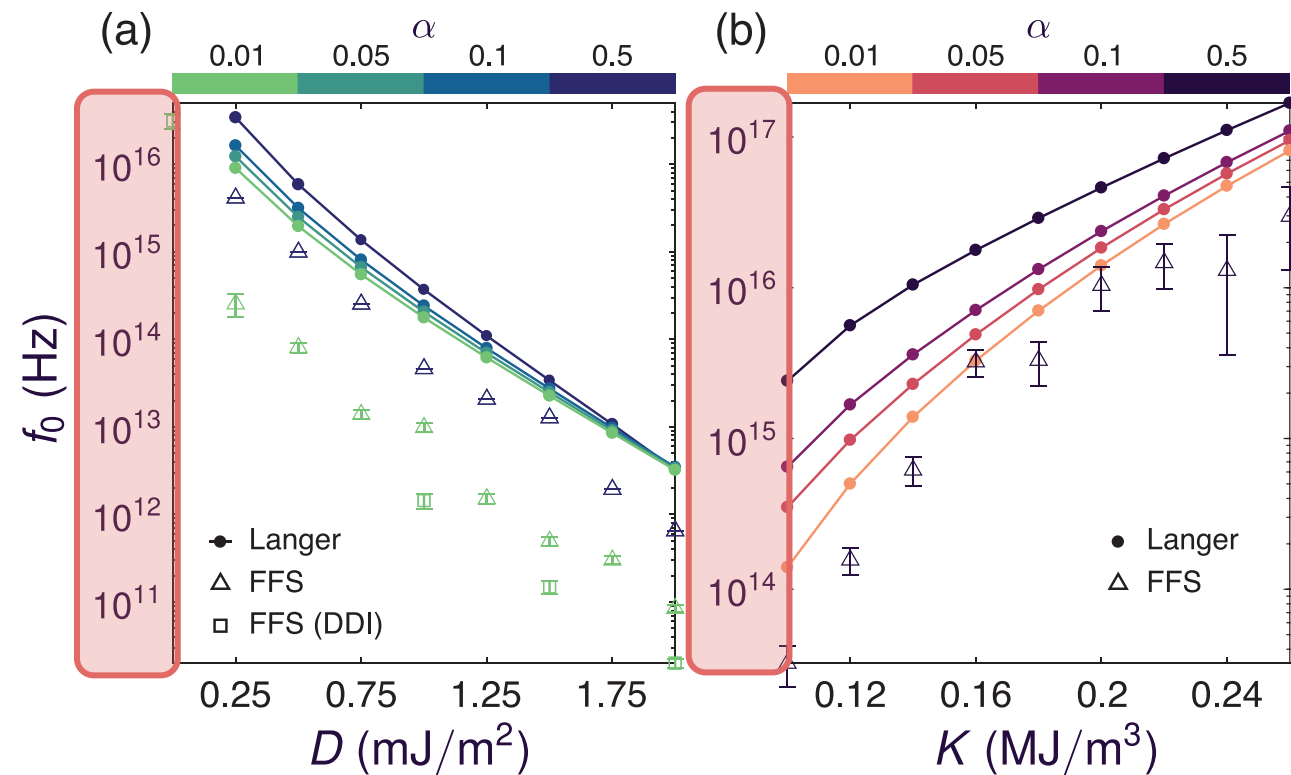 (a)
α
0.01 0.05 0.1 0.5
10^16
10^15
10^14
10^13
10^12
10^11
f_0 (Hz)
Langer
FFS
FFS (DDI)
0.25 0.75 1.25 1.75
D (mJ/m^2)
(b)
α
0.01 0.05 0.1 0.5
10^17
10^16
10^15
10^14
Langer
FFS
0.12 0.16 0.2 0.24
K (MJ/m^3)